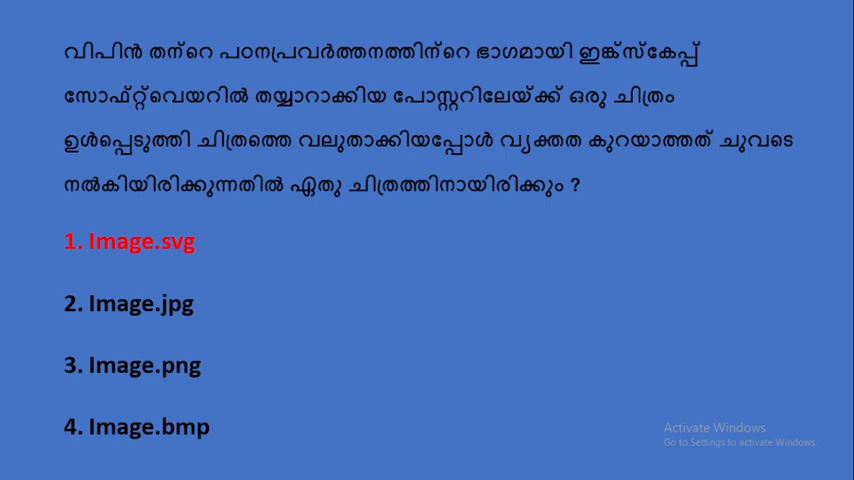 വിപിൻ തന്റെ പഠനപ്രവർത്തനത്തിന്റെ ഭാഗമായി ഇങ്ക്സ്കേപ്പ്
സോഫ്റ്റ്‌വെയറിൽ തയ്യാറാക്കിയ പോസ്റ്ററിലേയ്ക്ക് ഒരു ചിത്രം
ഉൾപ്പെടുത്തി ചിത്രത്തെ വലുതാക്കിയപ്പോൾ വ്യക്തത കുറയാത്തത് ചുവടെ
നൽകിയിരിക്കുന്നതിൽ ഏതു ചിത്രത്തിനായിരിക്കും ?
1. Image.svg
2. Image.jpg
3. Image.png
4. Image.bmp
Activate Windows
Go to Settings to activate Windows.